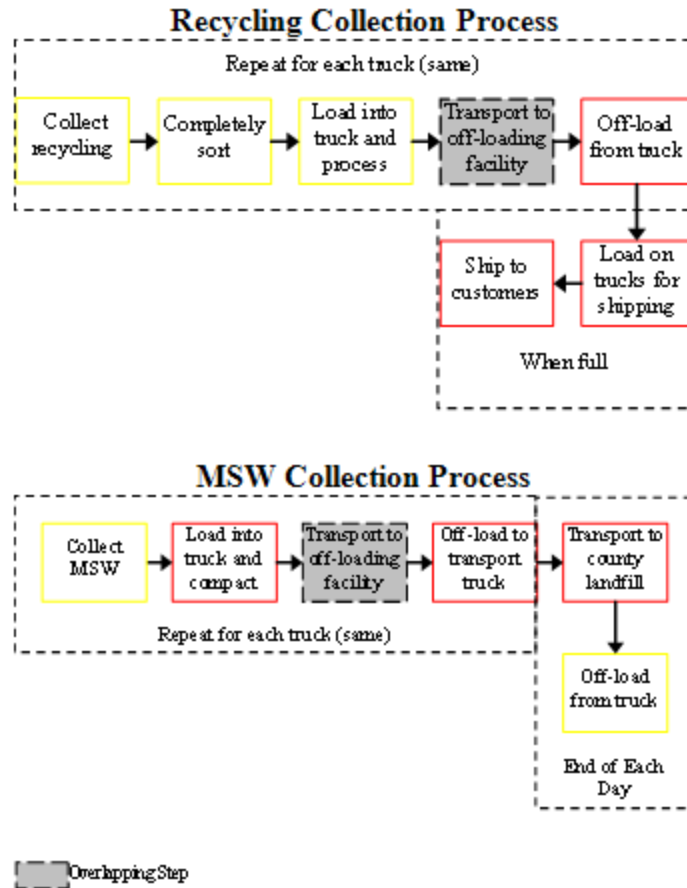 Recycling Collection Process
Repeat for each truck (same)
Collect
recycling
Completely
sort
Load into
truck and
process
Transport to
off-loading
facility
Off-load
from truck
Ship to
customers
Load on
trucks for
shipping
When full
MSW Collection Process
Collect
MSW
Load into
truck and
compact
Transport to
off-loading
facility
Off-load to
transport
truck
Transport to
county
landfill
Repeat for each truck (same)
Off-load
from truck
End of Each
Day
Overlapping Step